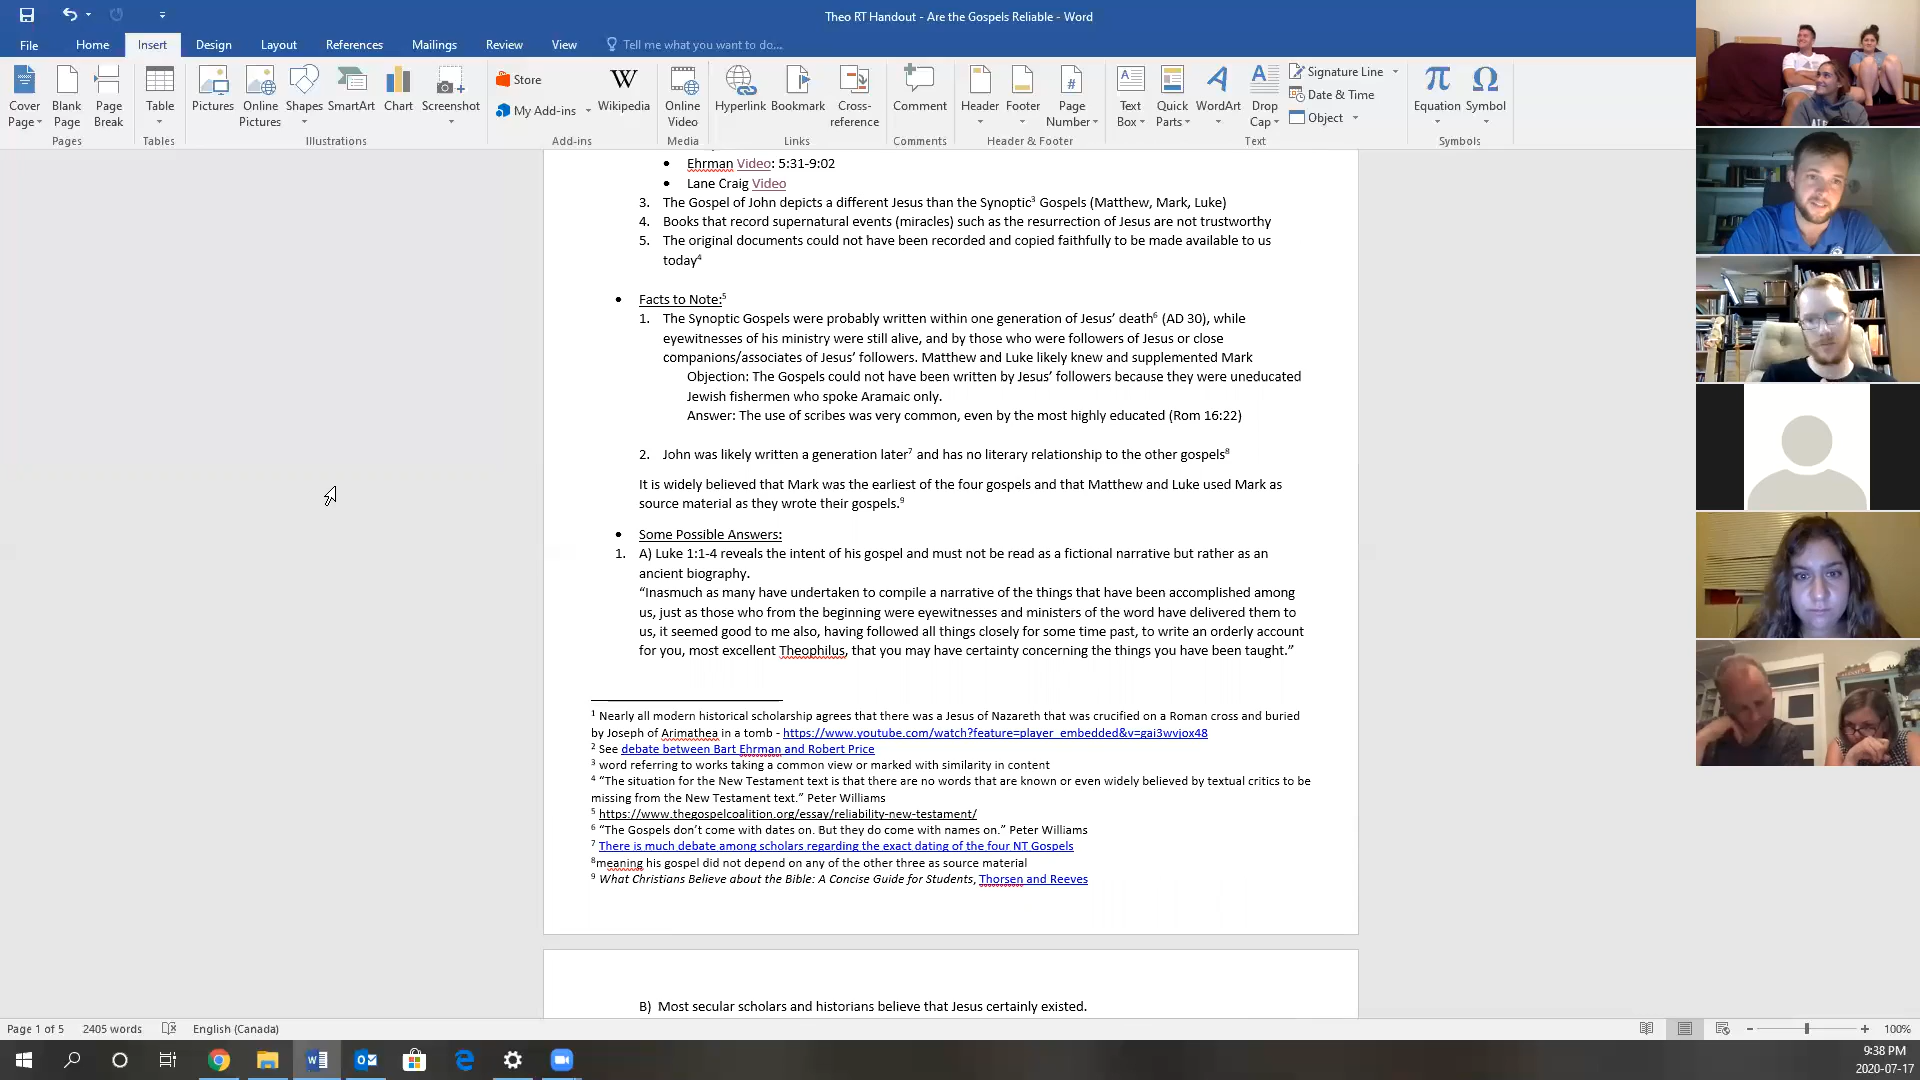 Theo RT Handout - Are the Gospels Reliable - Word
File Home Insert Design Layout References Mailings Review View Tell me what you want to do...
Cover Page
Blank Page
Page Break
Table
Pictures
Online Pictures
Shapes
SmartArt
Chart
Screenshot
Store
My Add-ins
Wikipedia
Online Video
Hyperlink
Bookmark
Cross-reference
Comment
Header
Footer
Page Number
Text Box
Quick Parts
WordArt
Drop Cap
Signature Line
Date & Time
Object
Equation
Symbol
Pages Tables Illustrations Add-ins Media Links Comments Header & Footer Text Symbols
• Ehrman Video: 5:31-9:02
• Lane Craig Video
3. The Gospel of John depicts a different Jesus than the Synoptic³ Gospels (Matthew, Mark, Luke)
4. Books that record supernatural events (miracles) such as the resurrection of Jesus are not trustworthy
5. The original documents could not have been recorded and copied faithfully to be made available to us
today⁴
• Facts to Note:⁵
1. The Synoptic Gospels were probably written within one generation of Jesus’ death⁶ (AD 30), while
eyewitnesses of his ministry were still alive, and by those who were followers of Jesus or close
companions/associates of Jesus’ followers. Matthew and Luke likely knew and supplemented Mark
Objection: The Gospels could not have been written by Jesus’ followers because they were uneducated
Jewish fishermen who spoke Aramaic only.
Answer: The use of scribes was very common, even by the most highly educated (Rom 16:22)
2. John was likely written a generation later⁷ and has no literary relationship to the other gospels⁸
It is widely believed that Mark was the earliest of the four gospels and that Matthew and Luke used Mark as
source material as they wrote their gospels.⁹
• Some Possible Answers:
1. A) Luke 1:1-4 reveals the intent of his gospel and must not be read as a fictional narrative but rather as an
ancient biography.
“Inasmuch as many have undertaken to compile a narrative of the things that have been accomplished among
us, just as those who from the beginning were eyewitnesses and ministers of the word have delivered them to
us, it seemed good to me also, having followed all things closely for some time past, to write an orderly account
for you, most excellent Theophilus, that you may have certainty concerning the things you have been taught.”
¹ Nearly all modern historical scholarship agrees that there was a Jesus of Nazareth that was crucified on a Roman cross and buried
by Joseph of Arimathea in a tomb - https://www.youtube.com/watch?feature=player_embedded&v=gai3wvjox48
² See debate between Bart Ehrman and Robert Price
³ word referring to works taking a common view or marked with similarity in content
⁴ “The situation for the New Testament text is that there are no words that are known or even widely believed by textual critics to be
missing from the New Testament text.” Peter Williams
⁵ https://www.thegospelcoalition.org/essay/reliability-new-testament/
⁶ “The Gospels don’t come with dates on. But they do come with names on.” Peter Williams
⁷ There is much debate among scholars regarding the exact dating of the four NT Gospels
⁸meaning his gospel did not depend on any of the other three as source material
⁹ What Christians Believe about the Bible: A Concise Guide for Students, Thorsen and Reeves
B) Most secular scholars and historians believe that Jesus certainly existed.
Page 1 of 5 2405 words English (Canada) 100%
9:38 PM
2020-07-17